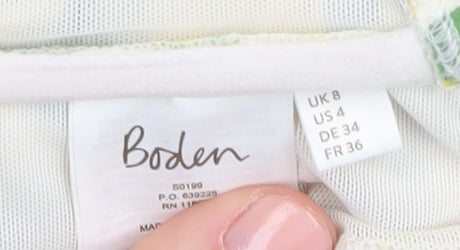 Boden
S0199
P.O. 639225
UK 8
US 4
DE 34
FR 36